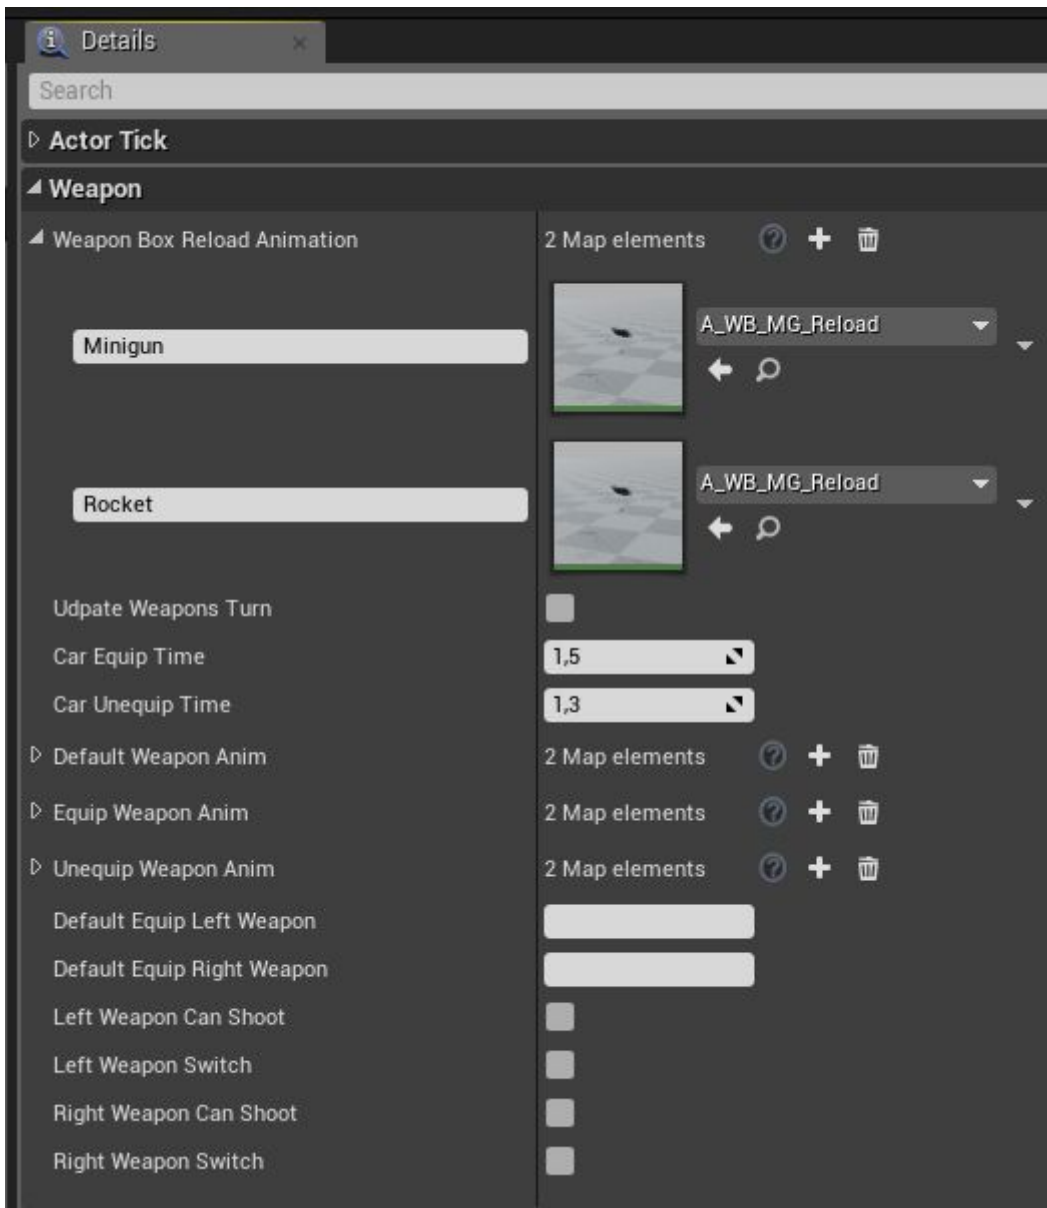 Details
Search
Actor Tick
Weapon
Weapon Box Reload Animation 2 Map elements
Minigun A_WB_MG_Reload
Rocket A_WB_MG_Reload
Udpate Weapons Turn
Car Equip Time 1,5
Car Unequip Time 1,3
Default Weapon Anim 2 Map elements
Equip Weapon Anim 2 Map elements
Unequip Weapon Anim 2 Map elements
Default Equip Left Weapon
Default Equip Right Weapon
Left Weapon Can Shoot
Left Weapon Switch
Right Weapon Can Shoot
Right Weapon Switch